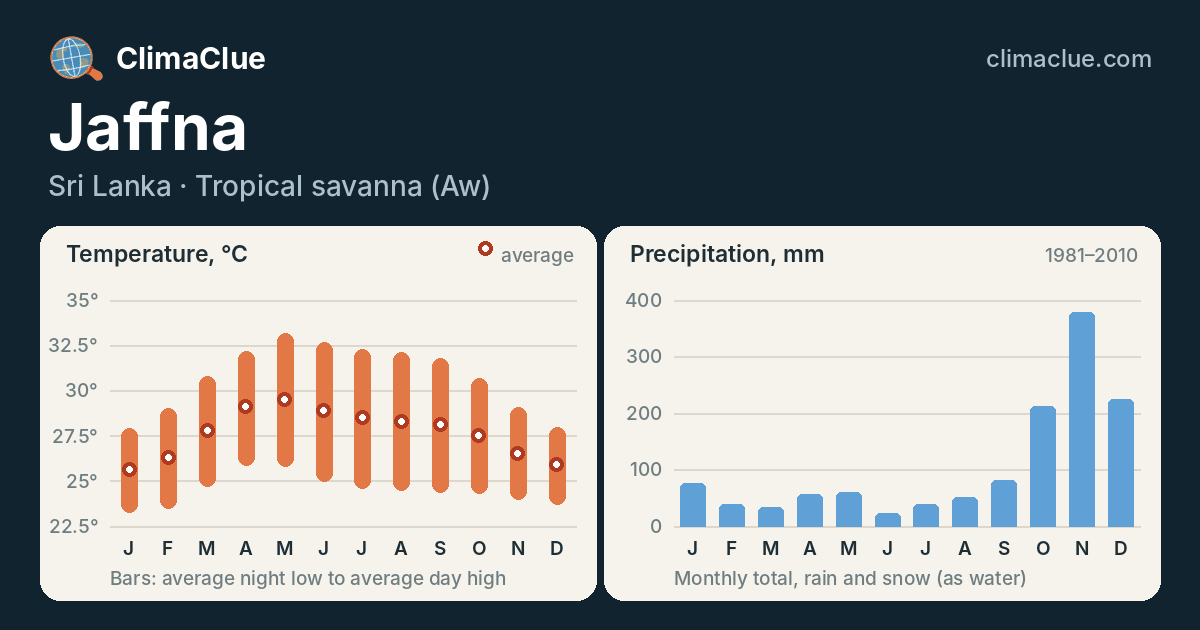 ClimaClue
climaclue.com
Jaffna
Sri Lanka · Tropical savanna (Aw)
Temperature, °C
average
35°
32.5°
30°
27.5°
25°
22.5°
J F M A M J J A S O N D
Bars: average night low to average day high
Precipitation, mm
1981–2010
400
300
200
100
0
J F M A M J J A S O N D
Monthly total, rain and snow (as water)